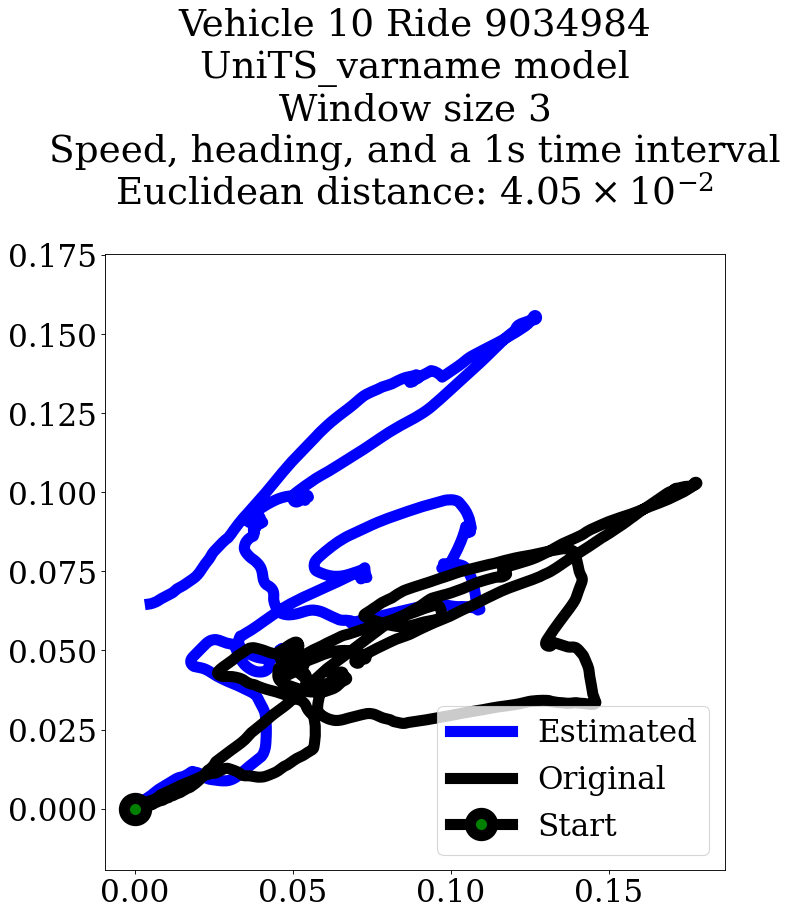 Vehicle 10 Ride 9034984
UniTS_varname model
Window size 3
Speed, heading, and a 1s time interval
Euclidean distance: 4.05 × 10⁻²
0.175
0.150
0.125
0.100
0.075
0.050
0.025
0.000
0.00 0.05 0.10 0.15
Estimated
Original
Start